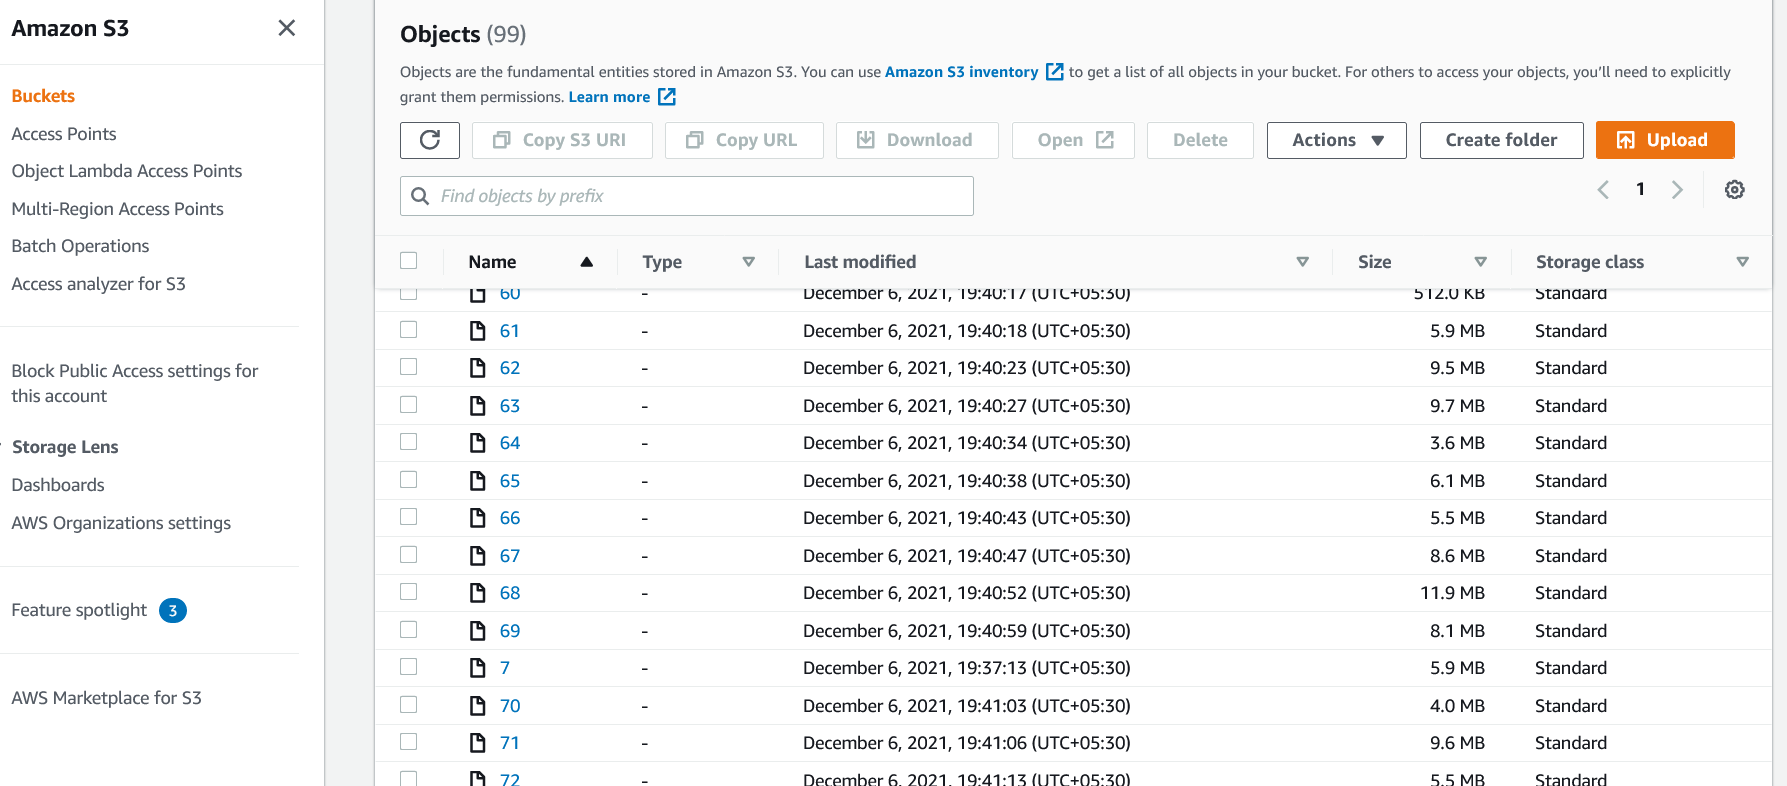 Amazon S3
Buckets
Access Points
Object Lambda Access Points
Multi-Region Access Points
Batch Operations
Access analyzer for S3
Block Public Access settings for
this account
Storage Lens
Dashboards
AWS Organizations settings
Feature spotlight 3
AWS Marketplace for S3
Objects (99)
Objects are the fundamental entities stored in Amazon S3. You can use Amazon S3 inventory to get a list of all objects in your bucket. For others to access your objects, you'll need to explicitly
grant them permissions. Learn more
Copy S3 URI Copy URL Download Open Delete Actions Create folder Upload
Find objects by prefix 1
Name Type Last modified Size Storage class
60 - December 6, 2021, 19:40:17 (UTC+05:30) 512.0 KB Standard
61 - December 6, 2021, 19:40:18 (UTC+05:30) 5.9 MB Standard
62 - December 6, 2021, 19:40:23 (UTC+05:30) 9.5 MB Standard
63 - December 6, 2021, 19:40:27 (UTC+05:30) 9.7 MB Standard
64 - December 6, 2021, 19:40:34 (UTC+05:30) 3.6 MB Standard
65 - December 6, 2021, 19:40:38 (UTC+05:30) 6.1 MB Standard
66 - December 6, 2021, 19:40:43 (UTC+05:30) 5.5 MB Standard
67 - December 6, 2021, 19:40:47 (UTC+05:30) 8.6 MB Standard
68 - December 6, 2021, 19:40:52 (UTC+05:30) 11.9 MB Standard
69 - December 6, 2021, 19:40:59 (UTC+05:30) 8.1 MB Standard
7 - December 6, 2021, 19:37:13 (UTC+05:30) 5.9 MB Standard
70 - December 6, 2021, 19:41:03 (UTC+05:30) 4.0 MB Standard
71 - December 6, 2021, 19:41:06 (UTC+05:30) 9.6 MB Standard
72 - December 6, 2021, 19:41:13 (UTC+05:30) 5.5 MB Standard